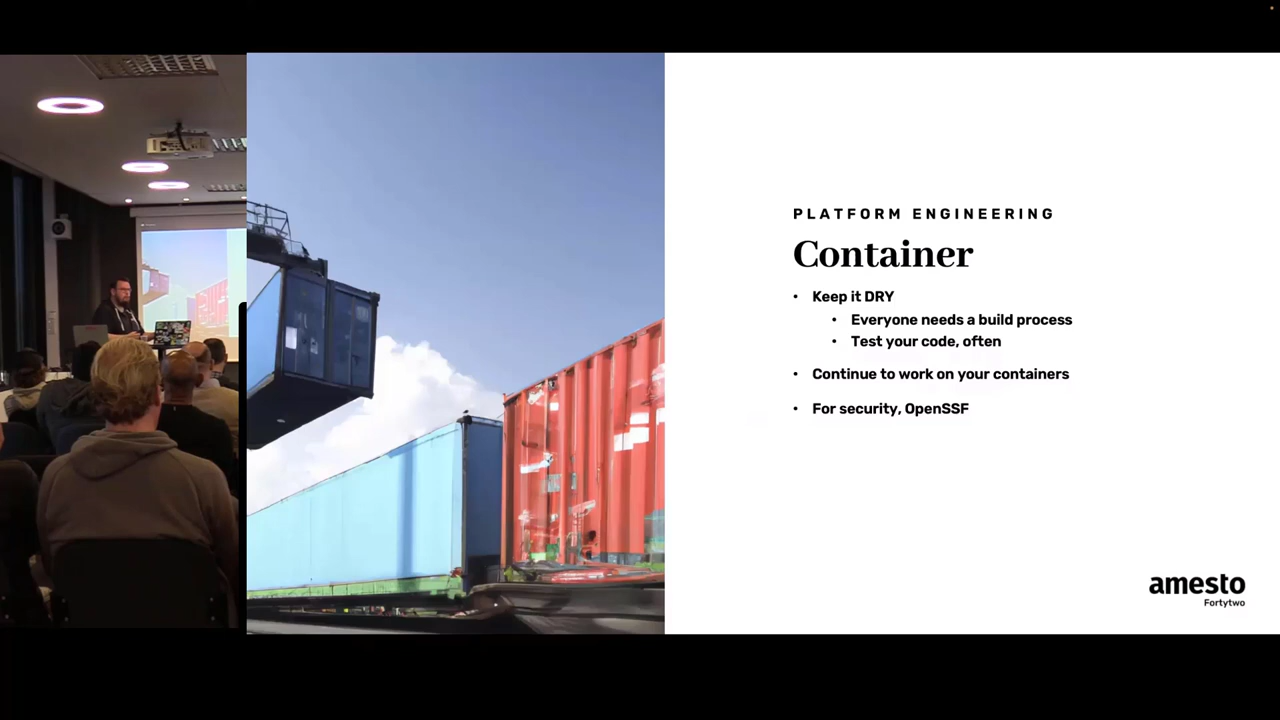 PLATFORM ENGINEERING
Container
• Keep it DRY
• Everyone needs a build process
• Test your code, often
• Continue to work on your containers
• For security, OpenSSF
amesto
Fortytwo